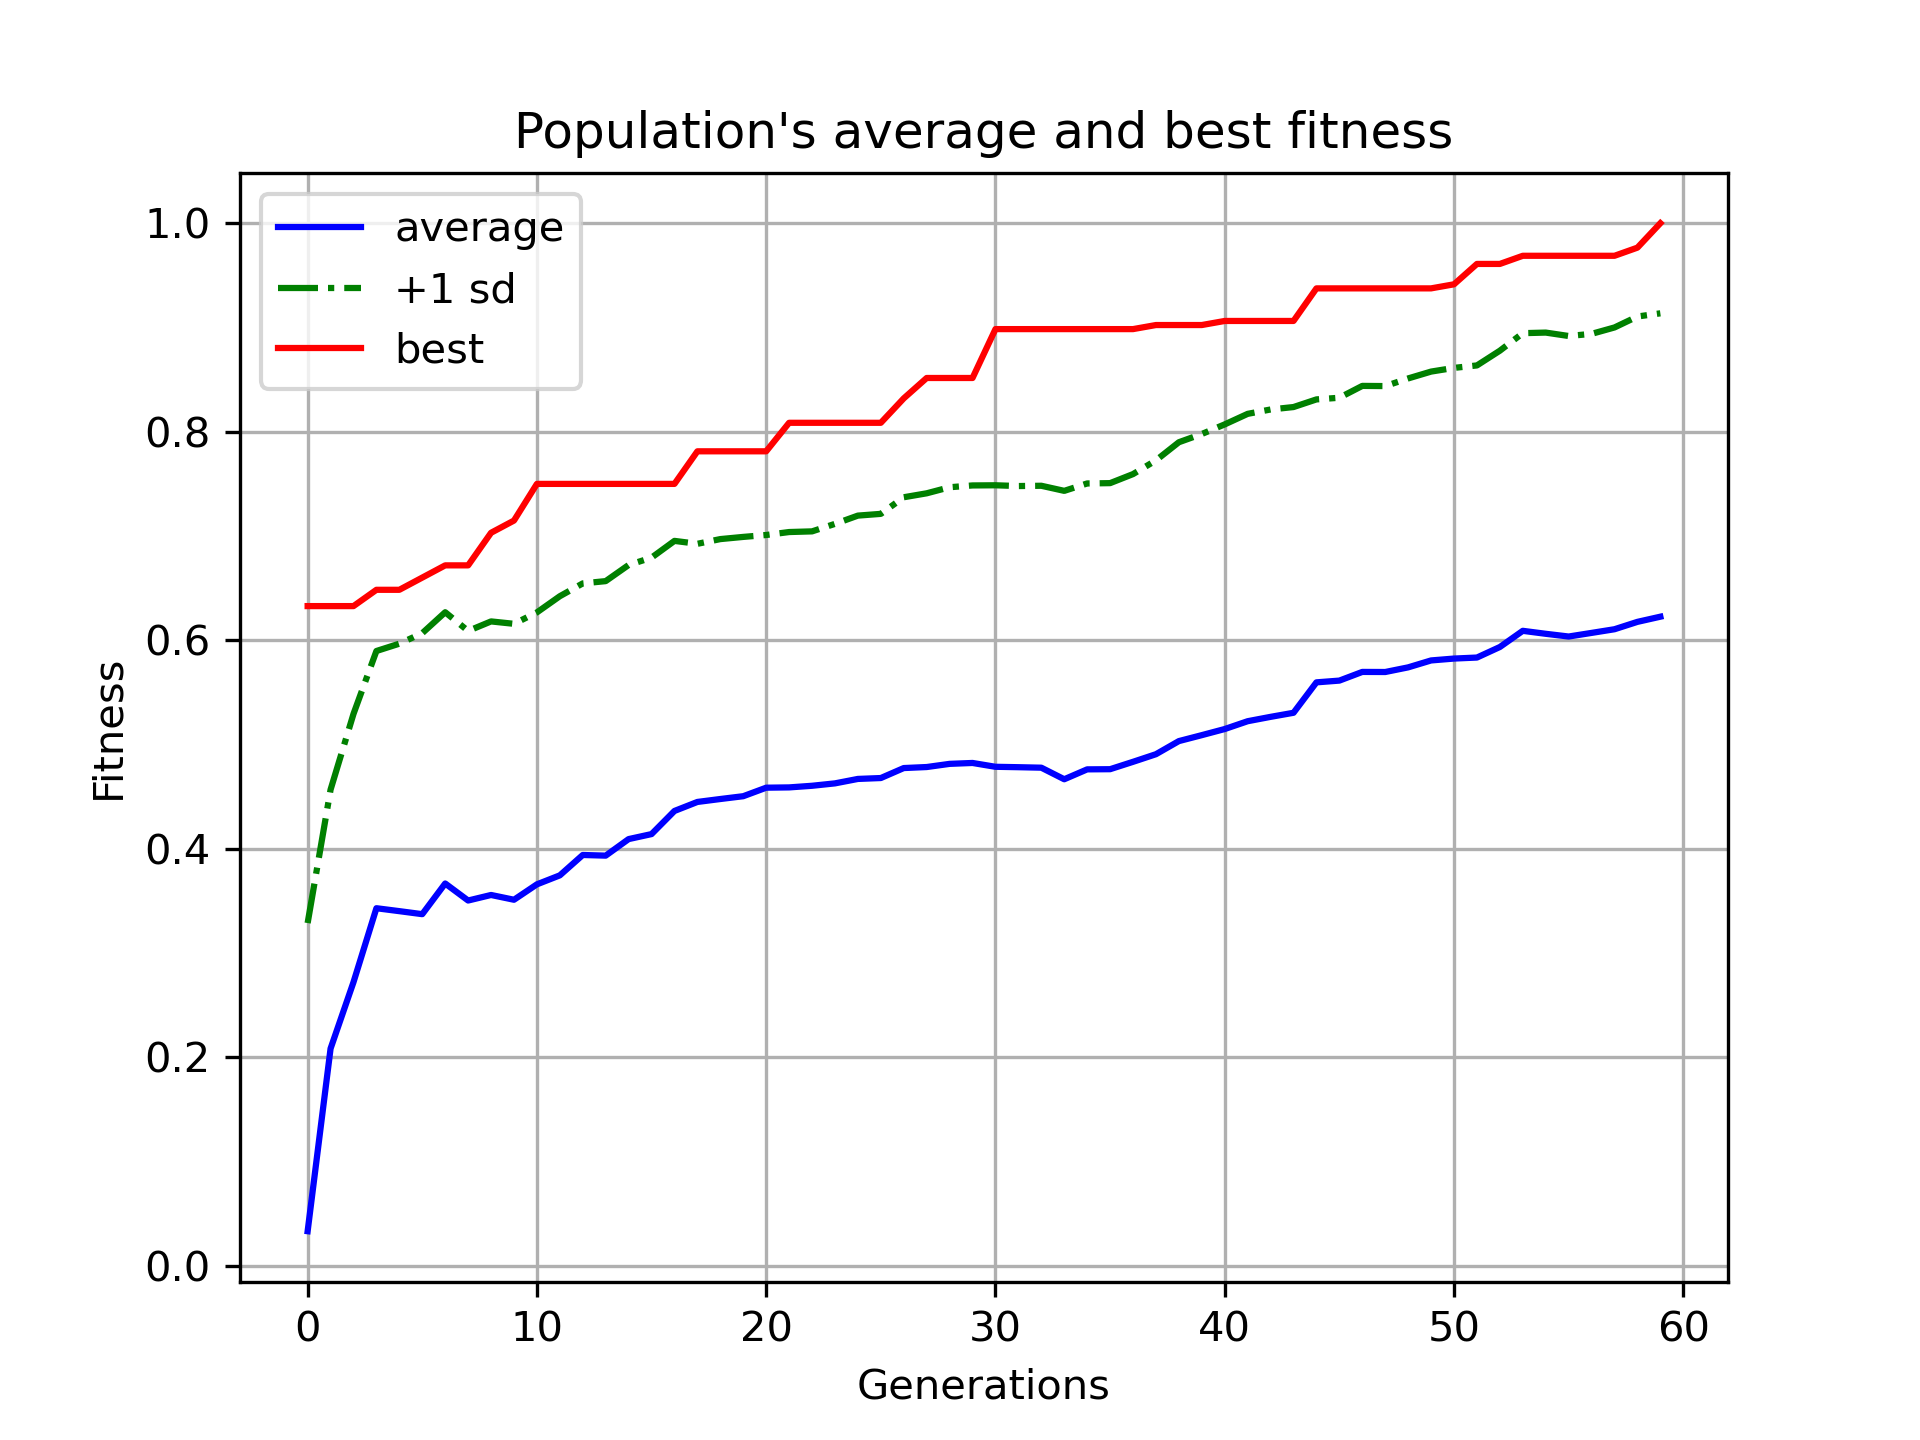 Population's average and best fitness
average
+1 sd
best
1.0
0.8
0.6
0.4
0.2
0.0
Fitness
0 10 20 30 40 50 60
Generations